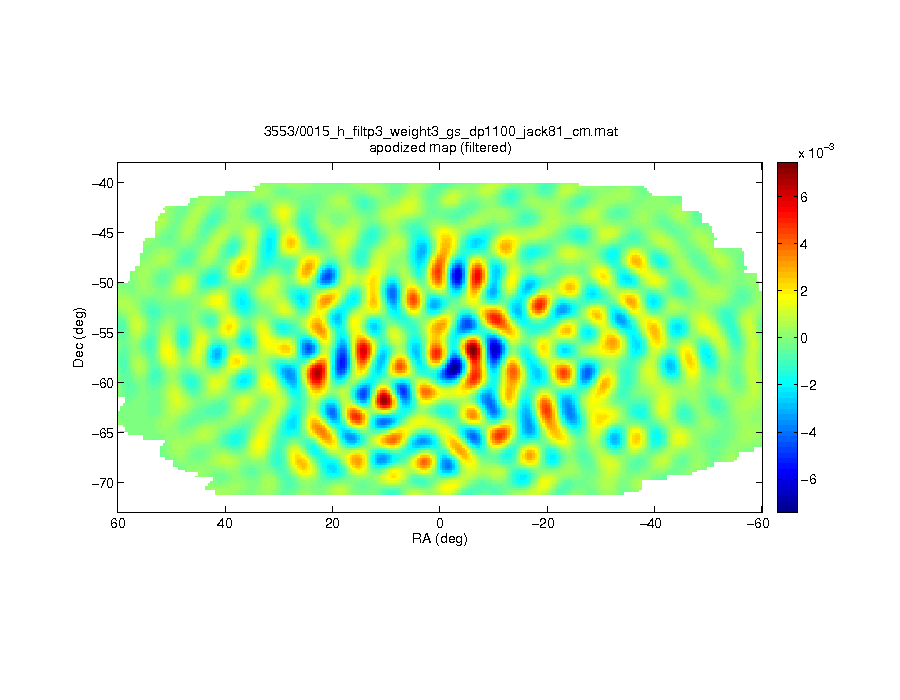 3553/0015_h_filtp3_weight3_gs_dp1100_jack81_cm.mat
apodized map (filtered)
x 10⁻³
−40
−45
−50
−55
−60
−65
−70
Dec (deg)
6
4
2
0
−2
−4
−6
60 40 20 0 −20 −40 −60
RA (deg)